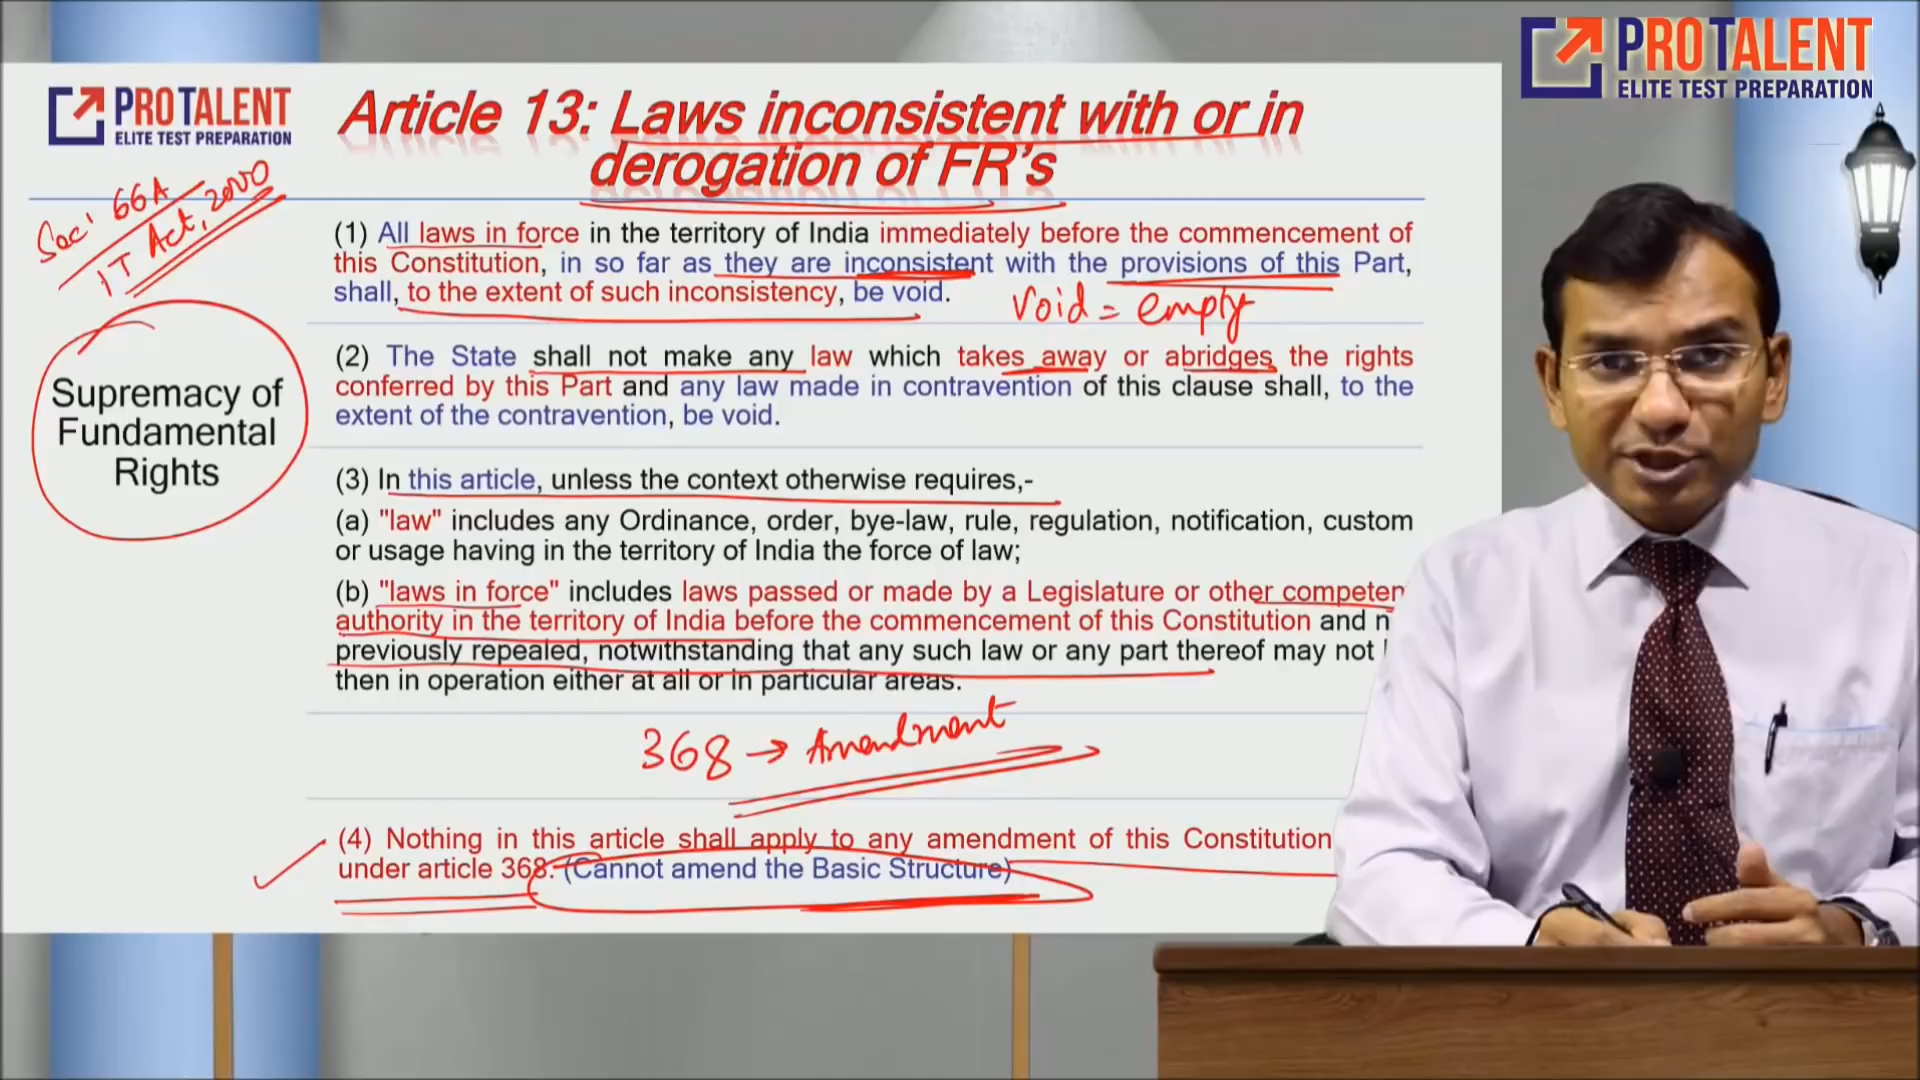 PROTALENT
ELITE TEST PREPARATION
PROTALENT
ELITE TEST PREPARATION
Article 13: Laws inconsistent with or in
derogation of FR's
Sec' 66A
IT Act, 2000
(1) All laws in force in the territory of India immediately before the commencement of
this Constitution, in so far as they are inconsistent with the provisions of this Part,
shall, to the extent of such inconsistency, be void.
Void = empty
Supremacy of
Fundamental
Rights
(2) The State shall not make any law which takes away or abridges the rights
conferred by this Part and any law made in contravention of this clause shall, to the
extent of the contravention, be void.
(3) In this article, unless the context otherwise requires,-
(a) "law" includes any Ordinance, order, bye-law, rule, regulation, notification, custom
or usage having in the territory of India the force of law;
(b) "laws in force" includes laws passed or made by a Legislature or other competen
authority in the territory of India before the commencement of this Constitution and n
previously repealed, notwithstanding that any such law or any part thereof may not
then in operation either at all or in particular areas.
368 → Amendment
(4) Nothing in this article shall apply to any amendment of this Constitution
under article 368. (Cannot amend the Basic Structure)